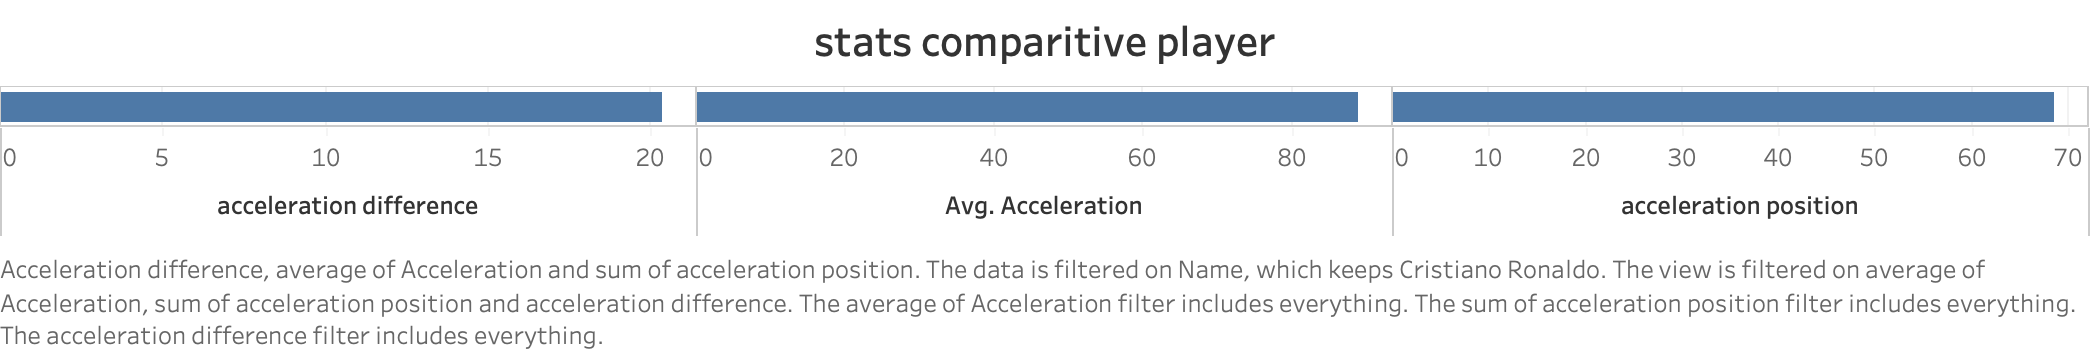 stats comparitive player
0 5 10 15 20 0 20 40 60 80 0 10 20 30 40 50 60 70
acceleration difference Avg. Acceleration acceleration position
Acceleration difference, average of Acceleration and sum of acceleration position. The data is filtered on Name, which keeps Cristiano Ronaldo. The view is filtered on average of
Acceleration, sum of acceleration position and acceleration difference. The average of Acceleration filter includes everything. The sum of acceleration position filter includes everything.
The acceleration difference filter includes everything.